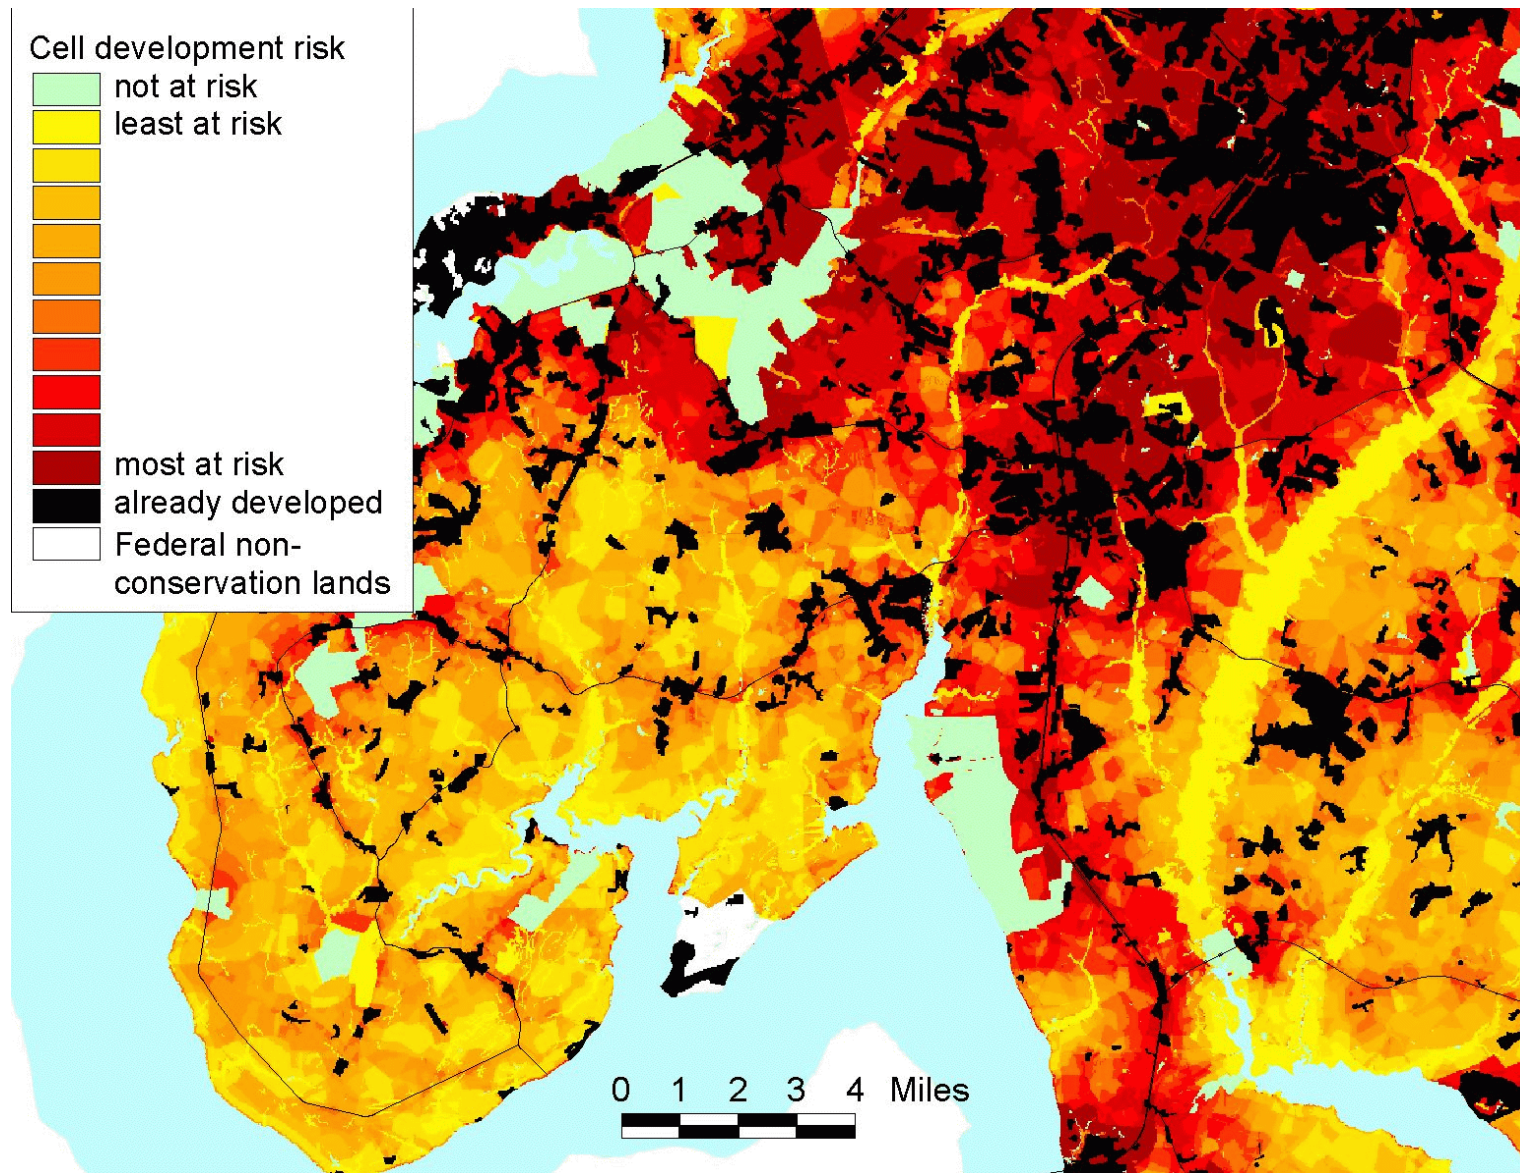 Cell development risk
not at risk
least at risk
most at risk
already developed
Federal non-
conservation lands
0 1 2 3 4 Miles